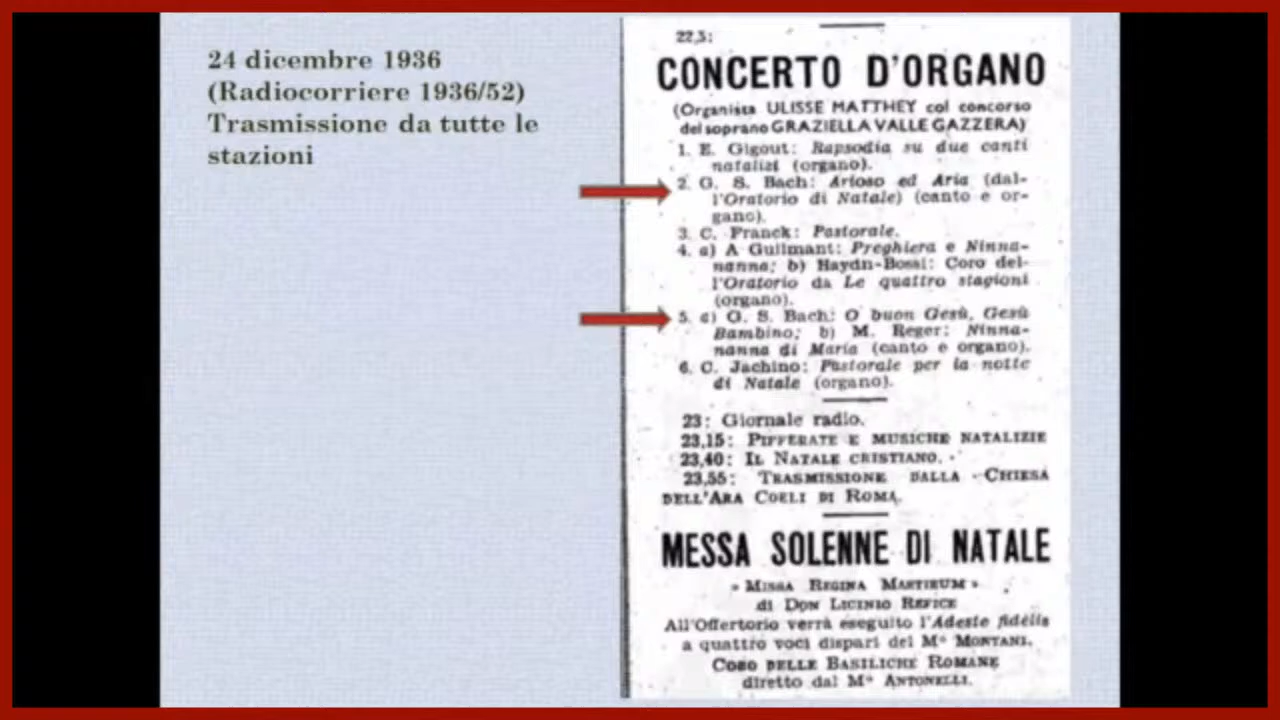 24 dicembre 1936
(Radiocorriere 1936/52)
Trasmissione da tutte le
stazioni
22,5:
CONCERTO D'ORGANO
(Organista ULISSE MATTHEY col concorso
del soprano GRAZIELLA VALLE GAZZERA)
1. E. Gigout: Rapsodia su due canti
natalizi (organo).
2. G. S. Bach: Arioso ed Aria (dal-
l'Oratorio di Natale) (canto e or-
gano).
3. C. Franck: Pastorale.
4. a) A Guilmant: Preghiera e Ninna-
nanna; b) Haydn-Bossi: Coro del-
l'Oratorio da Le quattro stagioni
(organo).
5. a) G. S. Bach: O buon Gesù, Gesù
Bambino; b) M. Reger: Ninna-
nanna di Maria (canto e organo).
6. C. Jachino: Pastorale per la notte
di Natale (organo).
23: Giornale radio.
23,15: PIFFERATE E MUSICHE NATALIZIE
23,40: IL NATALE CRISTIANO.
23,55: TRASMISSIONE DALLA CHIESA
DELL'ARA COELI DI ROMA.
MESSA SOLENNE DI NATALE
« MISSA REGINA MARTIRUM »
di DON LICINIO REFICE
All'Offertorio verrà eseguito l'Adeste fidelis
a quattro voci dispari del M° MONTANI.
CORO DELLE BASILICHE ROMANE
diretto dal M° ANTONELLI.